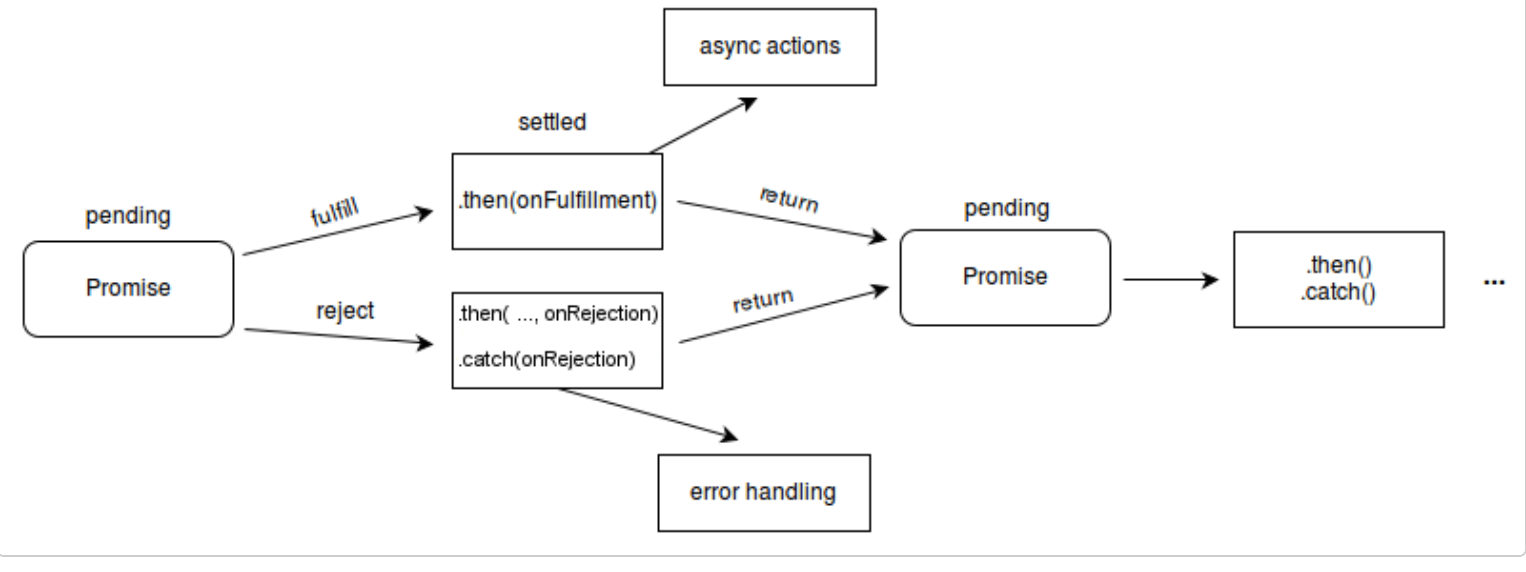 async actions
settled
.then(onFulfillment)
fulfill
return
pending
pending
Promise
Promise
.then()
.catch()
...
reject
.then( ..., onRejection)
return
.catch(onRejection)
error handling